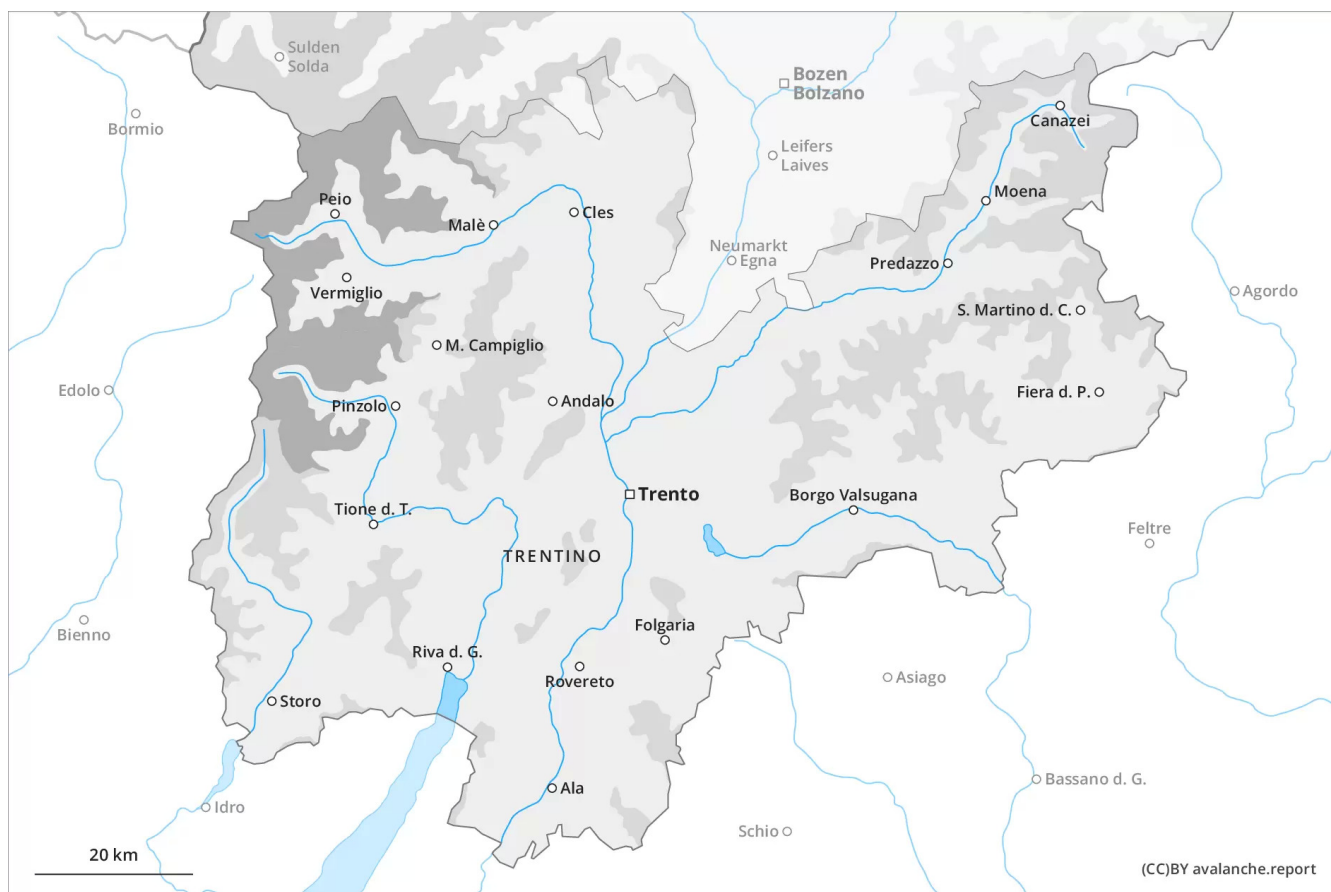 Sulden
Solda
Bozen
Bolzano
Bormio
Canazei
Leifers
Laives
Peio
Malè
Cles
Moena
Neumarkt
Egna
Predazzo
Vermiglio
Agordo
S. Martino d. C.
M. Campiglio
Edolo
Pinzolo
Andalo
Fiera d. P.
Trento
Borgo Valsugana
Tione d. T.
Feltre
TRENTINO
Bienno
Folgaria
Riva d. G.
Rovereto
Asiago
Storo
Idro
Ala
Bassano d. G.
Schio
20 km
(CC)BY avalanche.report